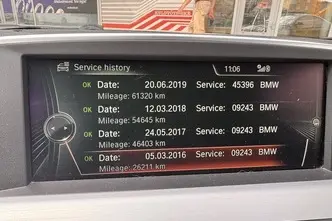 Service history
11:06
OK Date: 20.06.2019 Service: 45396 BMW
Mileage: 61320 km
OK Date: 12.03.2018 Service: 09243 BMW
Mileage: 54645 km
OK Date: 24.05.2017 Service: 09243 BMW
Mileage: 46403 km
OK Date: 05.03.2016 Service: 09243 BMW
Mileage: 26211 km